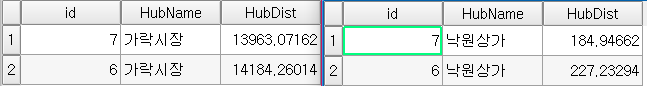 id HubName HubDist
1 7 가락시장 13963,07162
2 6 가락시장 14184,26014
id HubName HubDist
1 7 낙원상가 184,94662
2 6 낙원상가 227,23294